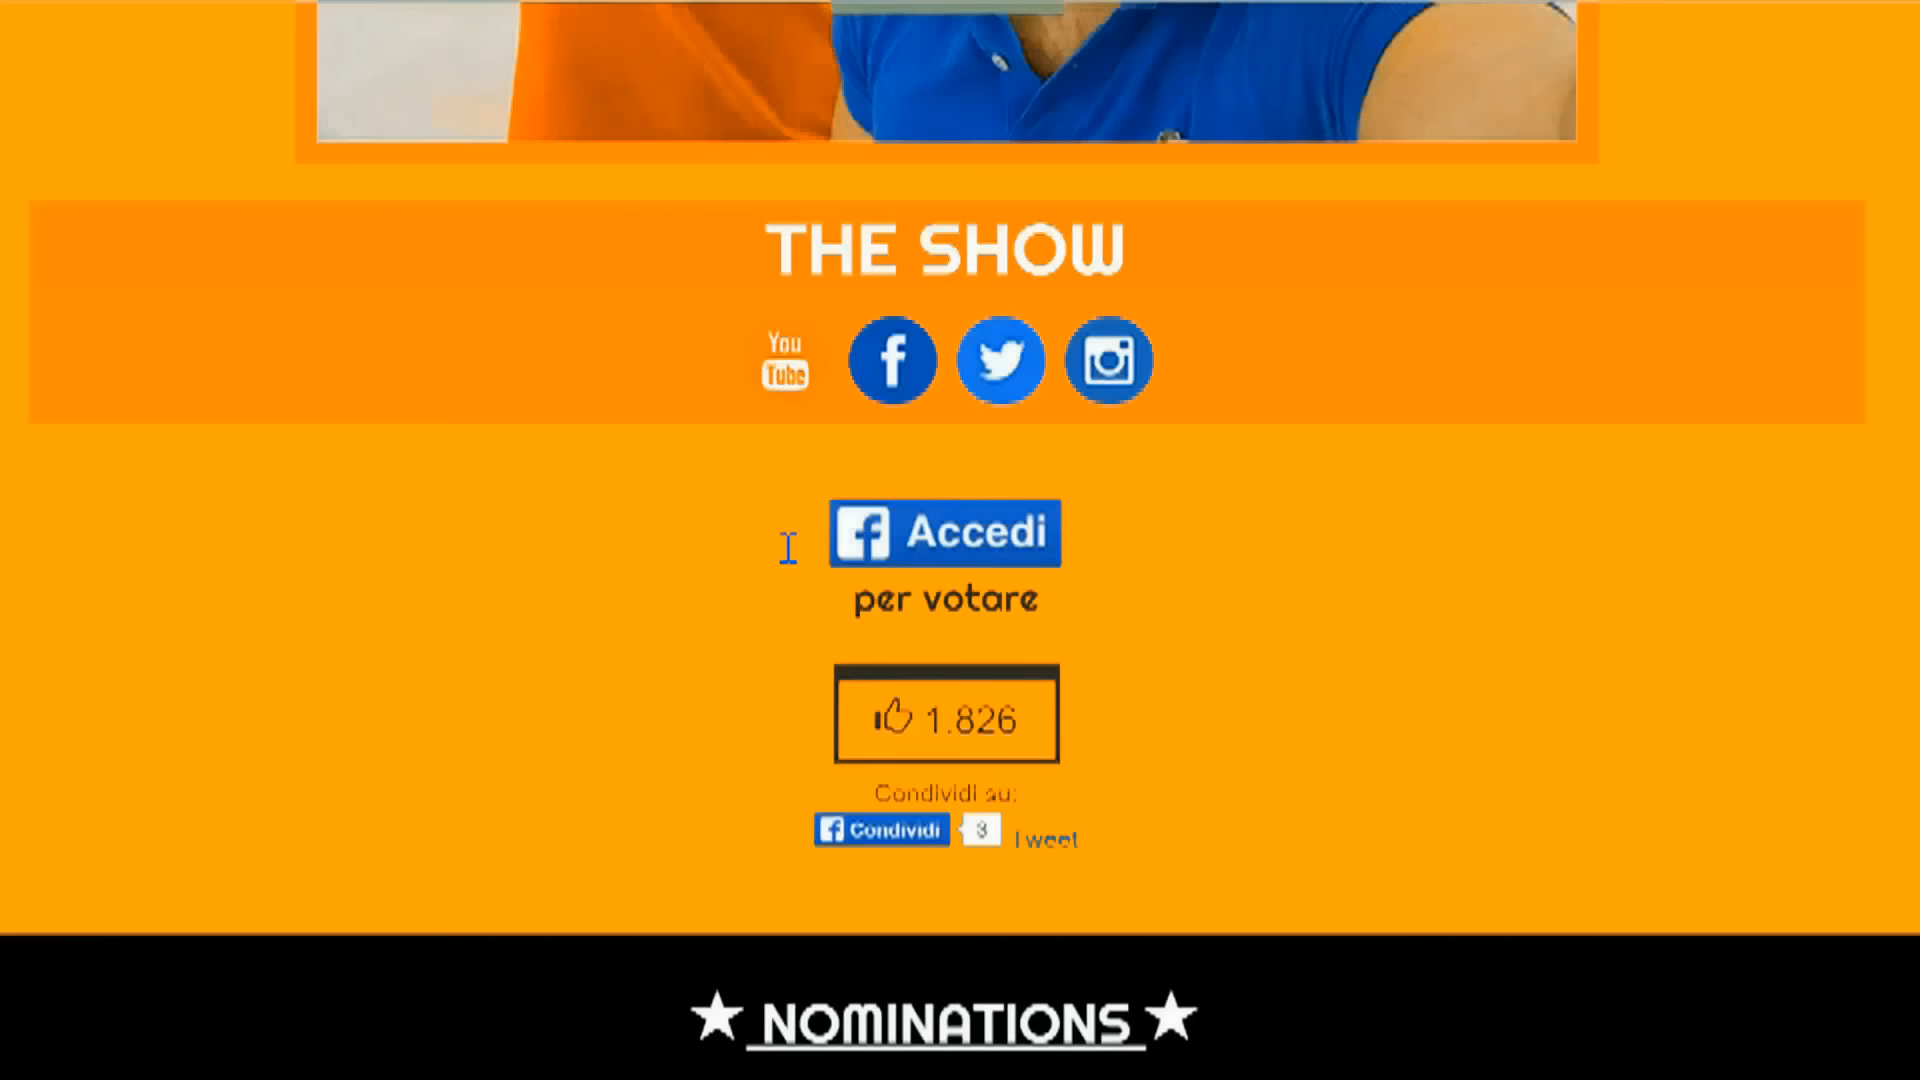 THE SHOW
You
Tube
Accedi
per votare
1.826
Condividi su:
Condividi 3 Tweet
NOMINATIONS